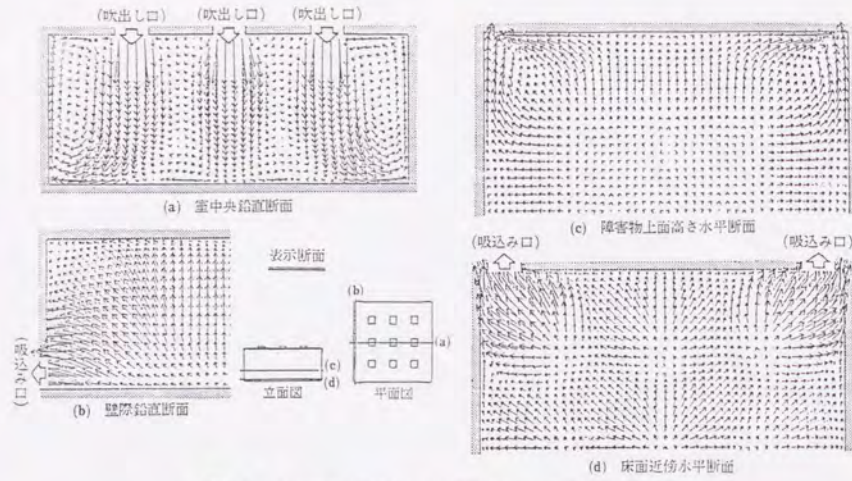 (吹出し口) (吹出し口) (吹出し口)
(a) 室中央鉛直断面
(吸込み口)
(b) 壁際鉛直断面
表示断面
(c)
(d)
立面図
(b)
(a)
平面図
(c) 障害物上面高さ水平断面
(吸込み口) (吸込み口)
(d) 床面近傍水平断面